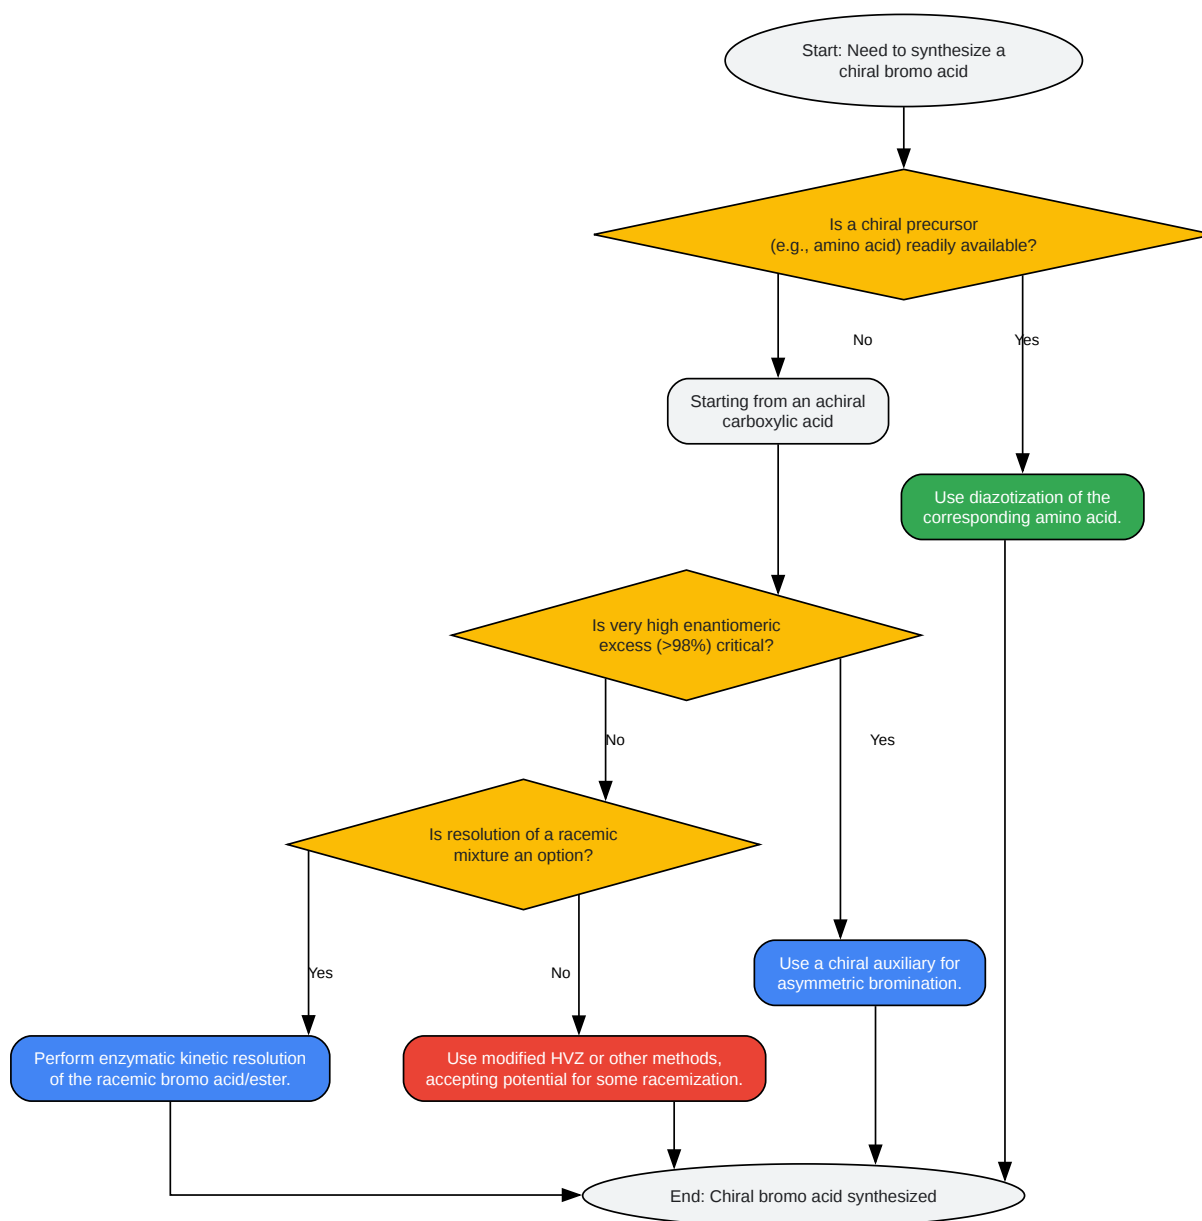 Start: Need to synthesize a
chiral bromo acid
Is a chiral precursor
(e.g., amino acid) readily available?
No
Yes
Starting from an achiral
carboxylic acid
Use diazotization of the
corresponding amino acid.
Is very high enantiomeric
excess (>98%) critical?
No
Yes
Is resolution of a racemic
mixture an option?
Yes
No
Use a chiral auxiliary for
asymmetric bromination.
Perform enzymatic kinetic resolution
of the racemic bromo acid/ester.
Use modified HVZ or other methods,
accepting potential for some racemization.
End: Chiral bromo acid synthesized